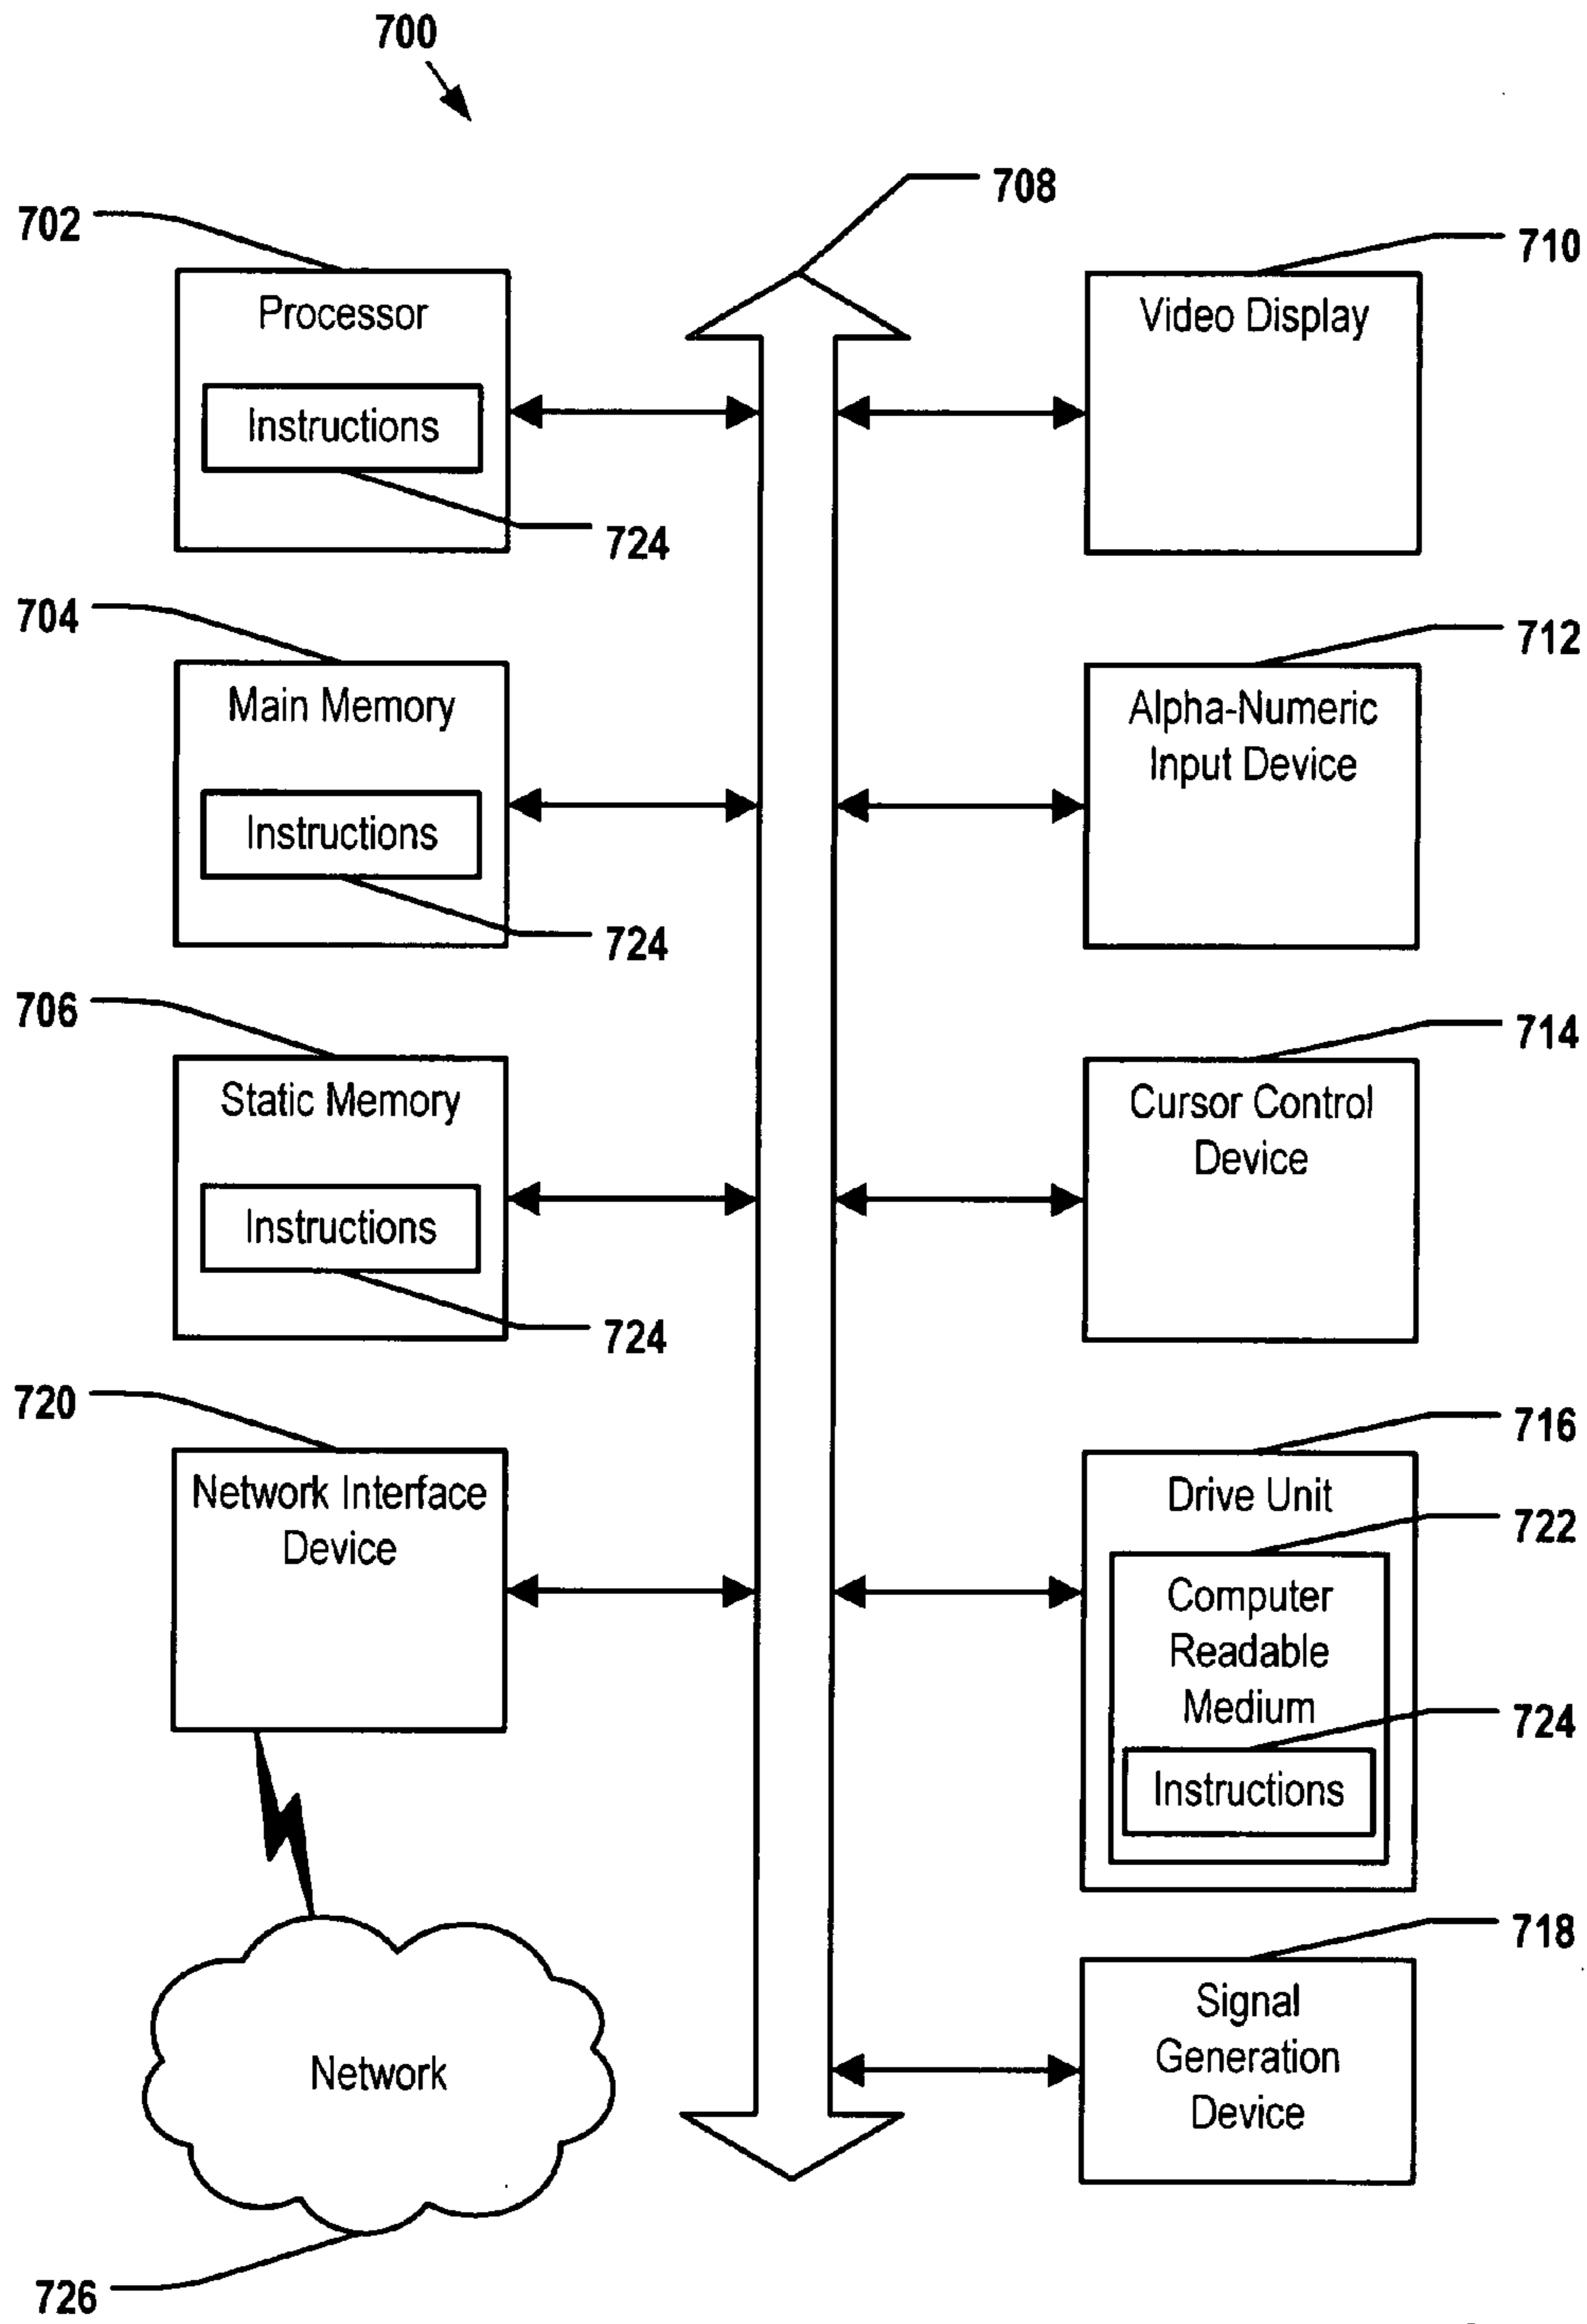 700
708
702
Processor
Instructions
724
710
Video Display
704
Main Memory
Instructions
724
712
Alpha-Numeric
Input Device
706
Static Memory
Instructions
724
714
Cursor Control
Device
720
Network Interface
Device
716
Drive Unit
722
Computer
Readable
Medium
724
Instructions
Network
726
718
Signal
Generation
Device